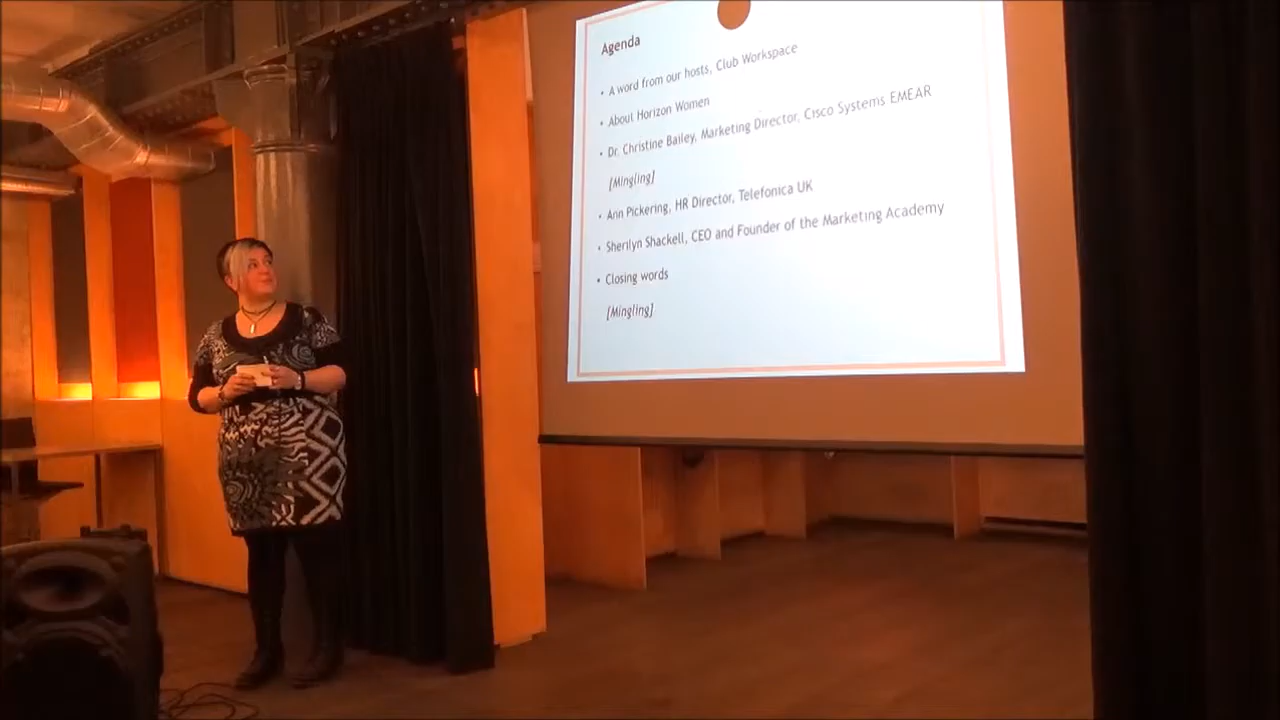 Agenda
• A word from our hosts, Club Workspace
• About Horizon Women
• Dr. Christine Bailey, Marketing Director, Cisco Systems EMEAR
[Mingling]
• Ann Pickering, HR Director, Telefonica UK
• Sherilyn Shackell, CEO and Founder of the Marketing Academy
• Closing words
[Mingling]